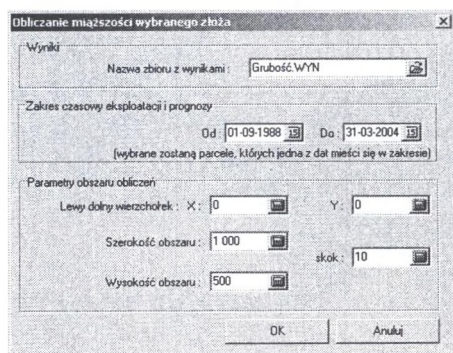 Obliczanie miąższości wybranego złoża
Wyniki
Nazwa zbioru z wynikami : Grubość.WYN
Zakres czasowy eksploatacji i prognozy
Od : 01-09-1988 15 Do : 31-03-2004 15
(wybrane zostaną parcele, których jedna z dat mieści się w zakresie)
Parametry obszaru obliczeń
Lewy dolny wierzchołek : X : 0 Y : 0
Szerokość obszaru : 1 000
skok : 10
Wysokość obszaru : 500
OK Anuluj